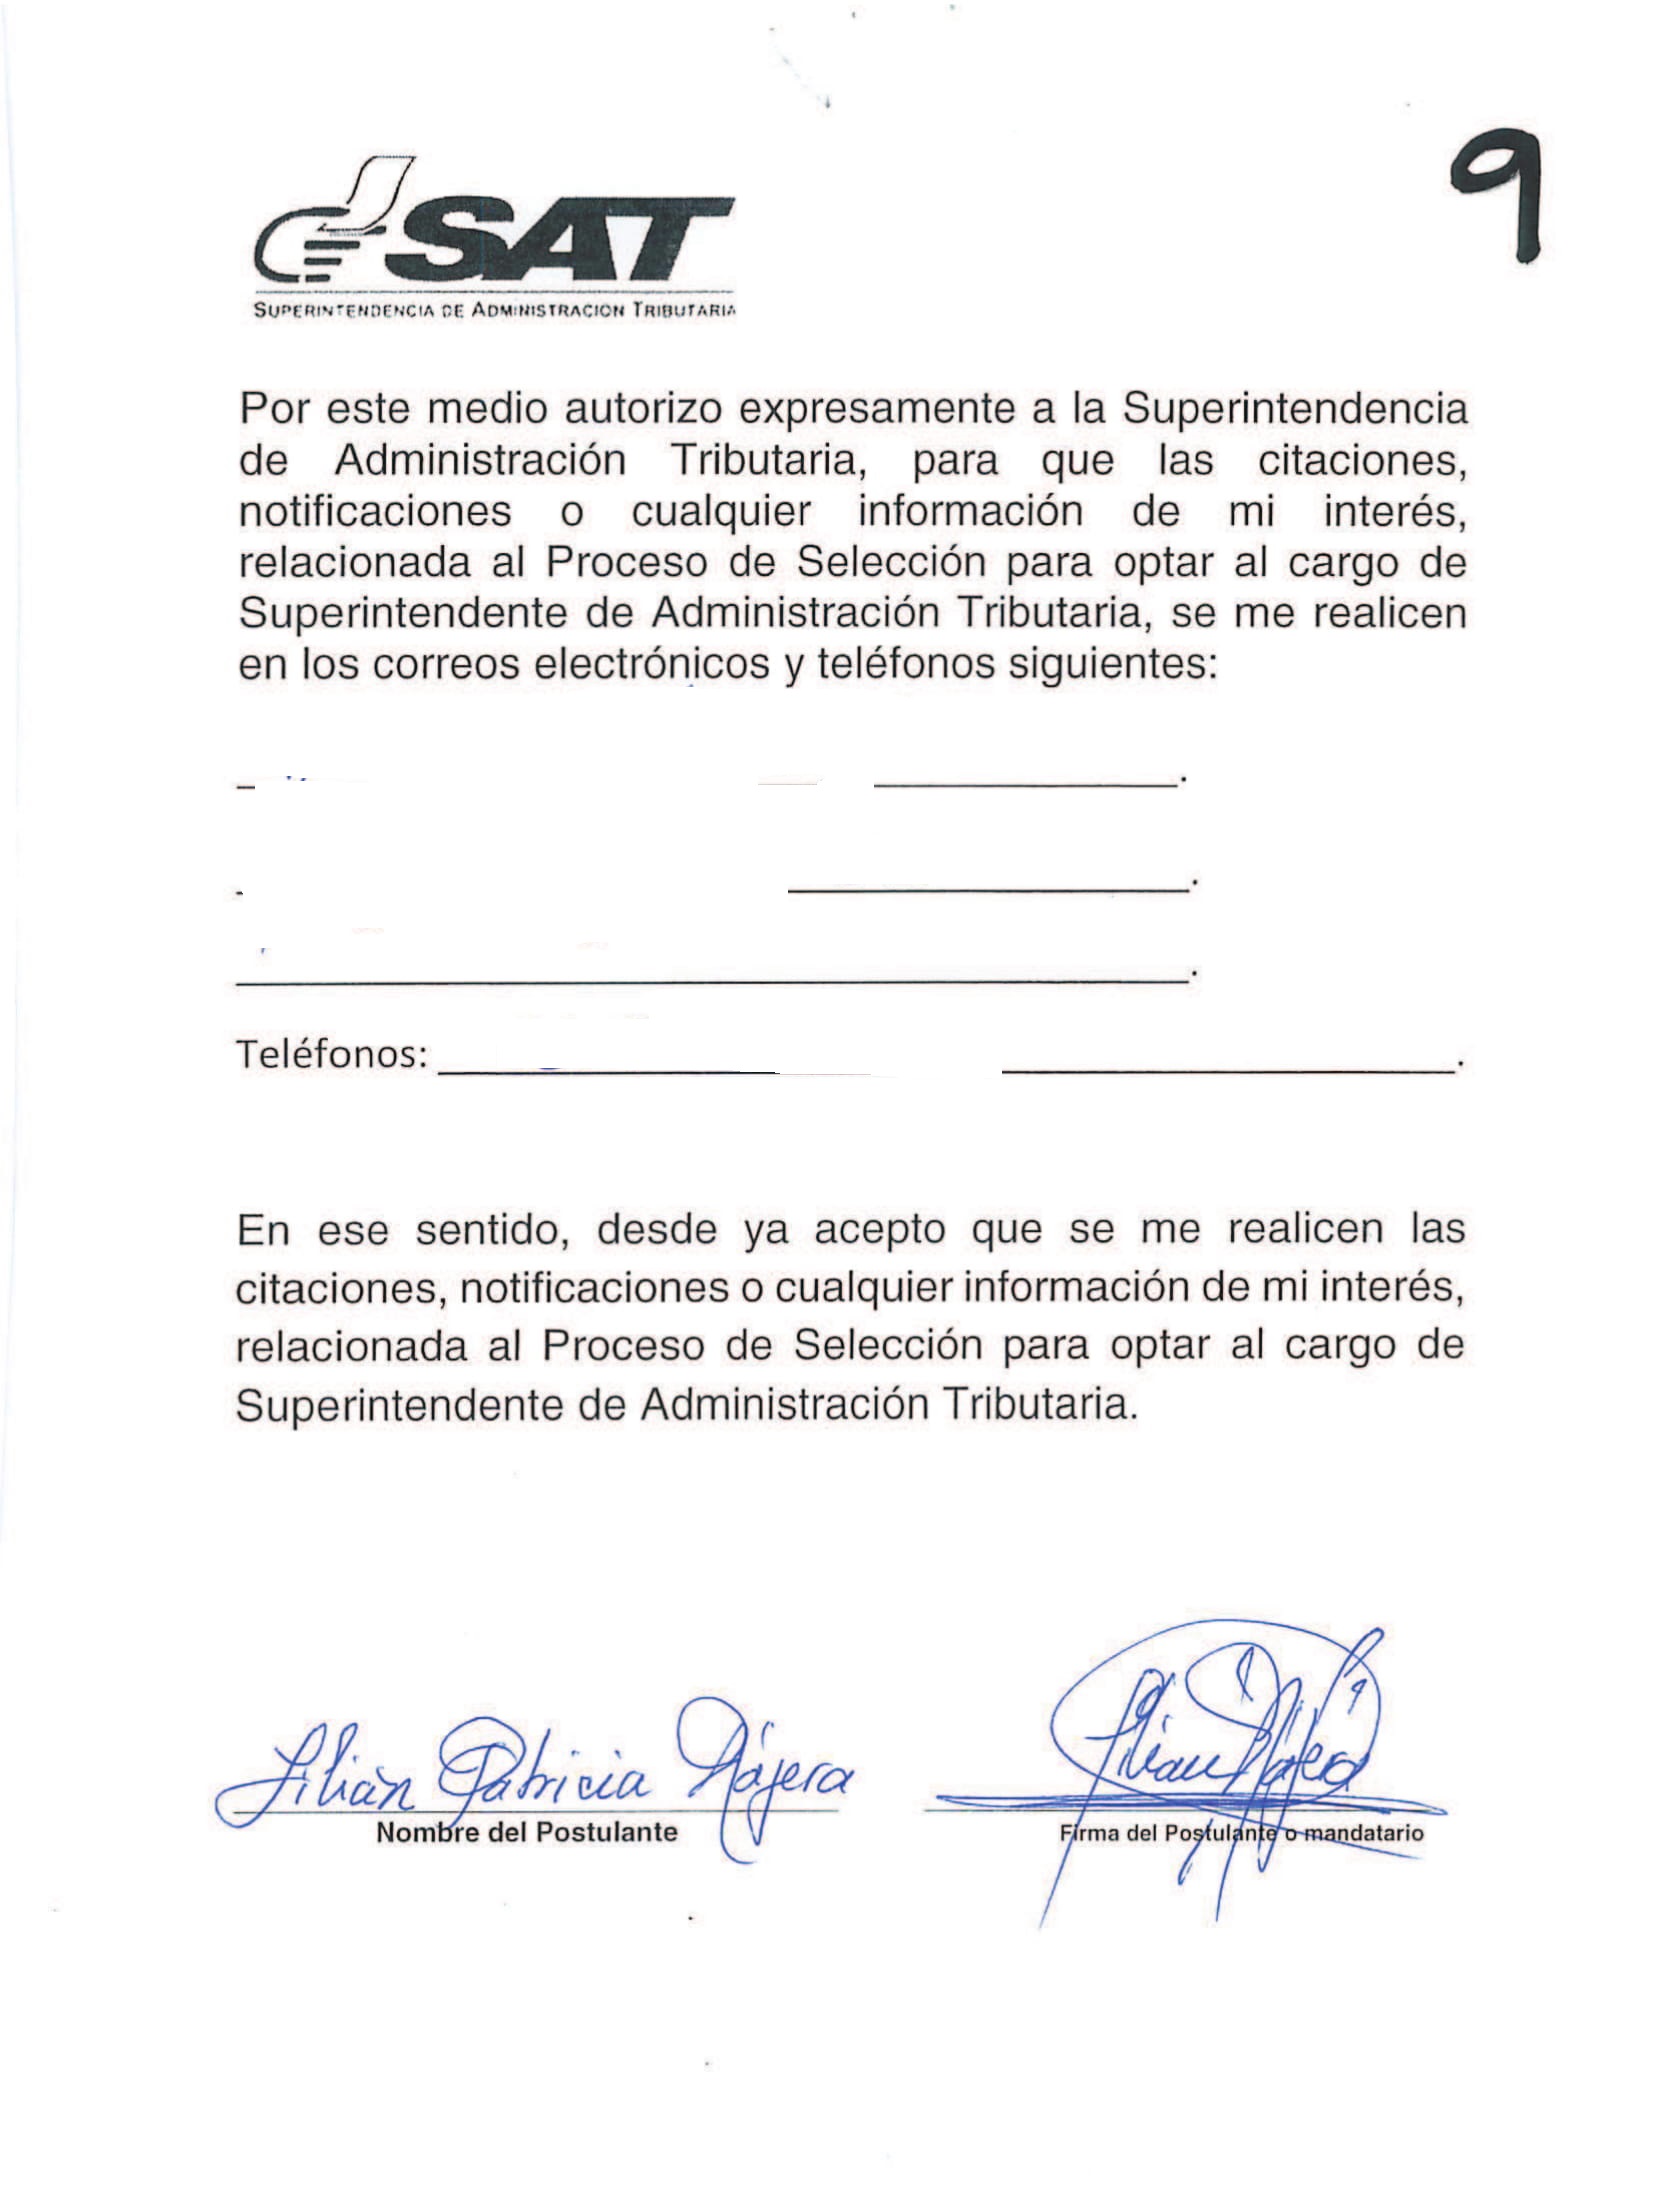 9
SAT
SUPERINTENDENCIA DE ADMINISTRACION TRIBUTARIA
Por este medio autorizo expresamente a la Superintendencia
de Administración Tributaria, para que las citaciones,
notificaciones o cualquier información de mi interés,
relacionada al Proceso de Selección para optar al cargo de
Superintendente de Administración Tributaria, se me realicen
en los correos electrónicos y teléfonos siguientes:
Teléfonos:
En ese sentido, desde ya acepto que se me realicen las
citaciones, notificaciones o cualquier información de mi interés,
relacionada al Proceso de Selección para optar al cargo de
Superintendente de Administración Tributaria.
Lilian Patricia Nájera
Nombre del Postulante
Firma del Postulante o mandatario